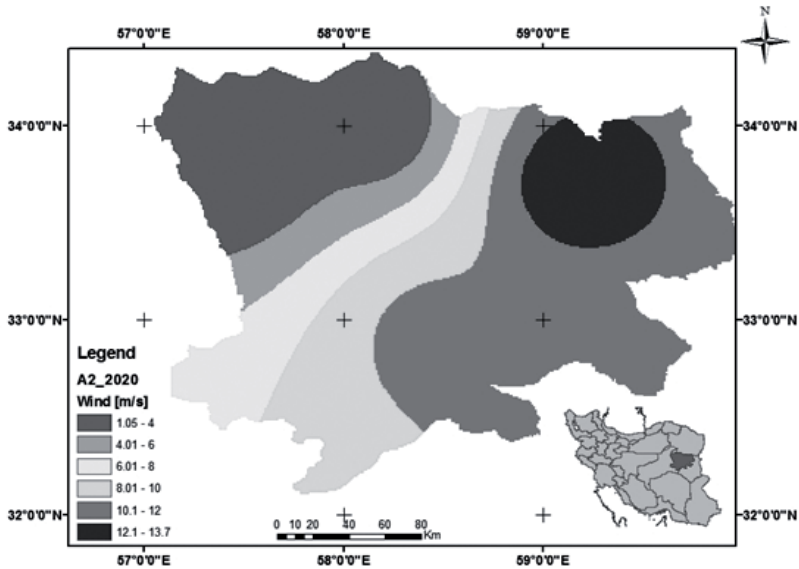 N
57°0'0"E 58°0'0"E 59°0'0"E
34°0'0"N 34°0'0"N
33°0'0"N 33°0'0"N
Legend
A2_2020
Wind [m/s]
1.05 - 4
4.01 - 6
6.01 - 8
8.01 - 10
10.1 - 12
12.1 - 13.7
32°0'0"N 32°0'0"N
0 10 20 40 60 80
Km
57°0'0"E 58°0'0"E 59°0'0"E